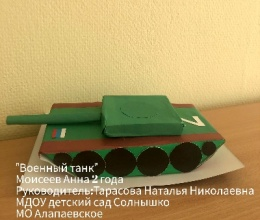 Z
"Военный танк"
Моисеев Анна 2 года
Руководитель:Тарасова Наталья Николаевна
МДОУ детский сад Солнышко
МО Алапаевское